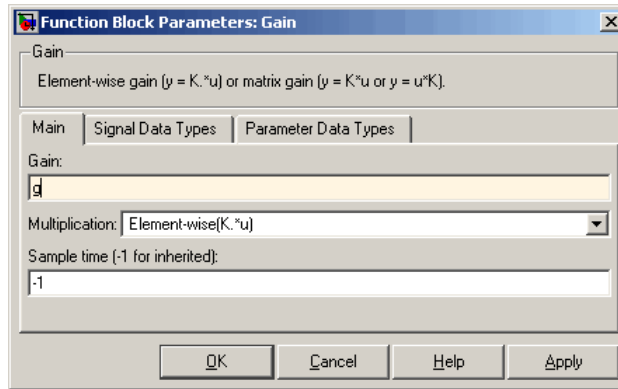 Function Block Parameters: Gain
Gain
Element-wise gain (y = K.*u) or matrix gain (y = K*u or y = u*K).
Main Signal Data Types Parameter Data Types
Gain:
g
Multiplication: Element-wise(K.*u)
Sample time (-1 for inherited):
-1
OK Cancel Help Apply